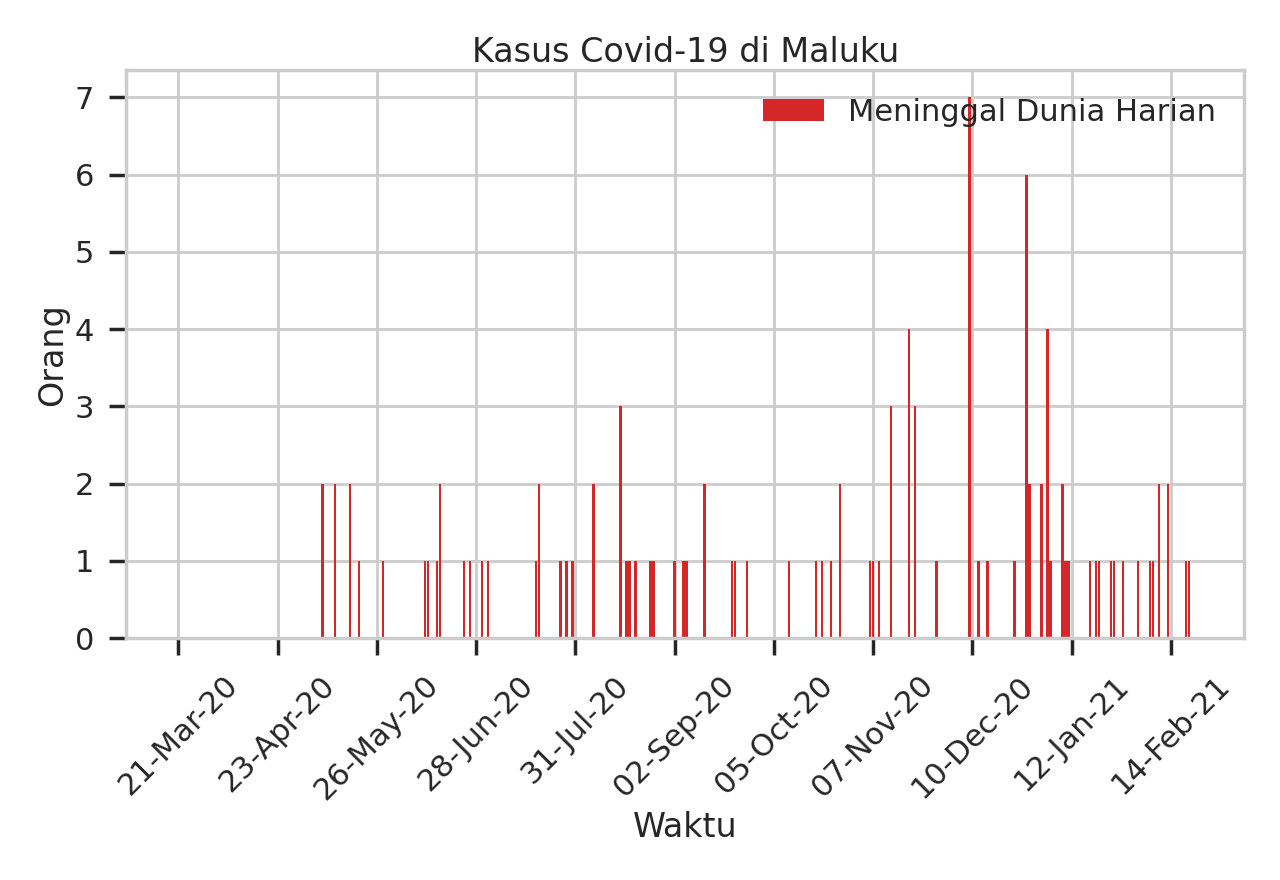 Kasus Covid-19 di Maluku
Meninggal Dunia Harian
7
6
5
4
3
2
1
0
Orang
21-Mar-20
23-Apr-20
26-May-20
28-Jun-20
31-Jul-20
02-Sep-20
05-Oct-20
07-Nov-20
10-Dec-20
12-Jan-21
14-Feb-21
Waktu